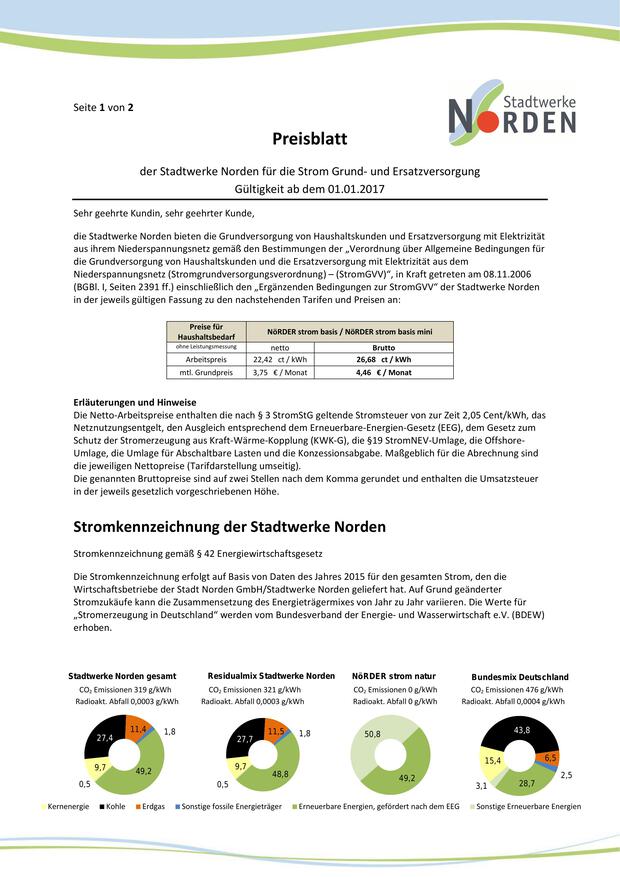 Seite 1 von 2
Stadtwerke
NORDEN
Preisblatt
der Stadtwerke Norden für die Strom Grund- und Ersatzversorgung
Gültigkeit ab dem 01.01.2017
Sehr geehrte Kundin, sehr geehrter Kunde,
die Stadtwerke Norden bieten die Grundversorgung von Haushaltskunden und Ersatzversorgung mit Elektrizität
aus ihrem Niederspannungsnetz gemäß den Bestimmungen der „Verordnung über Allgemeine Bedingungen für
die Grundversorgung von Haushaltskunden und die Ersatzversorgung mit Elektrizität aus dem
Niederspannungsnetz (Stromgrundversorgungsverordnung) – (StromGVV)“, in Kraft getreten am 08.11.2006
(BGBl. I, Seiten 2391 ff.) einschließlich den „Ergänzenden Bedingungen zur StromGVV“ der Stadtwerke Norden
in der jeweils gültigen Fassung zu den nachstehenden Tarifen und Preisen an:
Preise für Haushaltsbedarf NöRDER strom basis / NöRDER strom basis mini
ohne Leistungsmessung netto Brutto
Arbeitspreis 22,42 ct / kWh 26,68 ct / kWh
mtl. Grundpreis 3,75 € / Monat 4,46 € / Monat
Erläuterungen und Hinweise
Die Netto-Arbeitspreise enthalten die nach § 3 StromStG geltende Stromsteuer von zur Zeit 2,05 Cent/kWh, das
Netznutzungsentgelt, den Ausgleich entsprechend dem Erneuerbare-Energien-Gesetz (EEG), dem Gesetz zum
Schutz der Stromerzeugung aus Kraft-Wärme-Kopplung (KWK-G), die §19 StromNEV-Umlage, die Offshore-
Umlage, die Umlage für Abschaltbare Lasten und die Konzessionsabgabe. Maßgeblich für die Abrechnung sind
die jeweiligen Nettopreise (Tarifdarstellung umseitig).
Die genannten Bruttopreise sind auf zwei Stellen nach dem Komma gerundet und enthalten die Umsatzsteuer
in der jeweils gesetzlich vorgeschriebenen Höhe.
Stromkennzeichnung der Stadtwerke Norden
Stromkennzeichnung gemäß § 42 Energiewirtschaftsgesetz
Die Stromkennzeichnung erfolgt auf Basis von Daten des Jahres 2015 für den gesamten Strom, den die
Wirtschaftsbetriebe der Stadt Norden GmbH/Stadtwerke Norden geliefert hat. Auf Grund geänderter
Stromzukäufe kann die Zusammensetzung des Energieträgermixes von Jahr zu Jahr variieren. Die Werte für
„Stromerzeugung in Deutschland“ werden vom Bundesverband der Energie- und Wasserwirtschaft e.V. (BDEW)
erhoben.
Stadtwerke Norden gesamt
CO₂ Emissionen 319 g/kWh
Radioakt. Abfall 0,0003 g/kWh
27,4
11,4
1,8
9,7
0,5
49,2
Residualmix Stadtwerke Norden
CO₂ Emissionen 321 g/kWh
Radioakt. Abfall 0,0003 g/kWh
27,7
11,5
1,8
9,7
0,5
48,8
NöRDER strom natur
CO₂ Emissionen 0 g/kWh
Radioakt. Abfall 0 g/kWh
50,8
49,2
Bundesmix Deutschland
CO₂ Emissionen 476 g/kWh
Radioakt. Abfall 0,0004 g/kWh
43,8
15,4
6,5
2,5
3,1
28,7
Kernenergie Kohle Erdgas Sonstige fossile Energieträger Erneuerbare Energien, gefördert nach dem EEG Sonstige Erneuerbare Energien